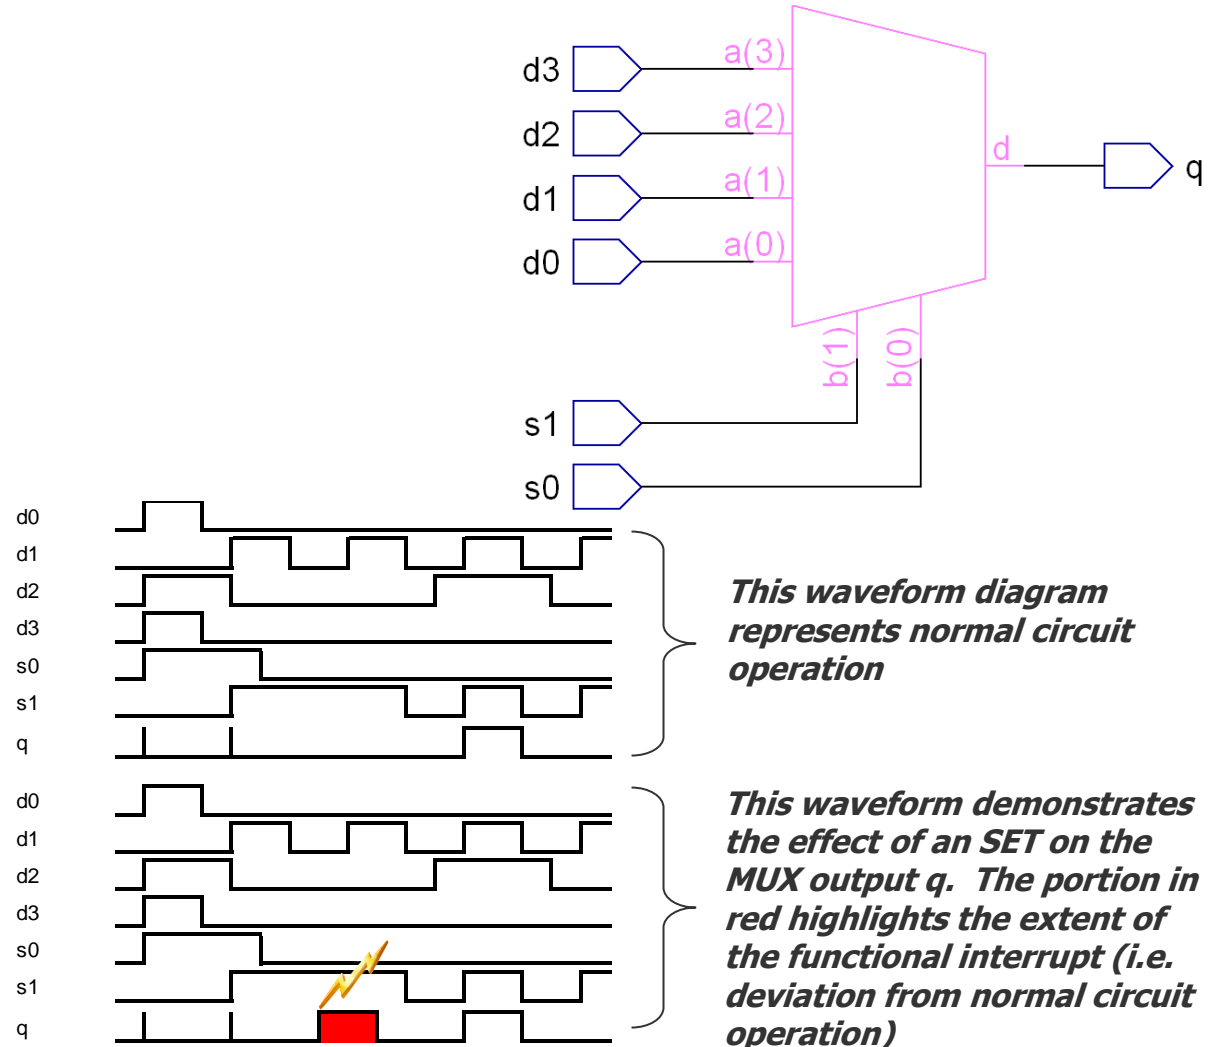 d3
a(3)
d2
a(2)
d
q
d1
a(1)
d0
a(0)
b(1)
b(0)
s1
s0
d0
d1
d2
d3
s0
s1
q
This waveform diagram
represents normal circuit
operation
d0
d1
d2
d3
s0
s1
q
This waveform demonstrates
the effect of an SET on the
MUX output q.  The portion in
red highlights the extent of
the functional interrupt (i.e.
deviation from normal circuit
operation)